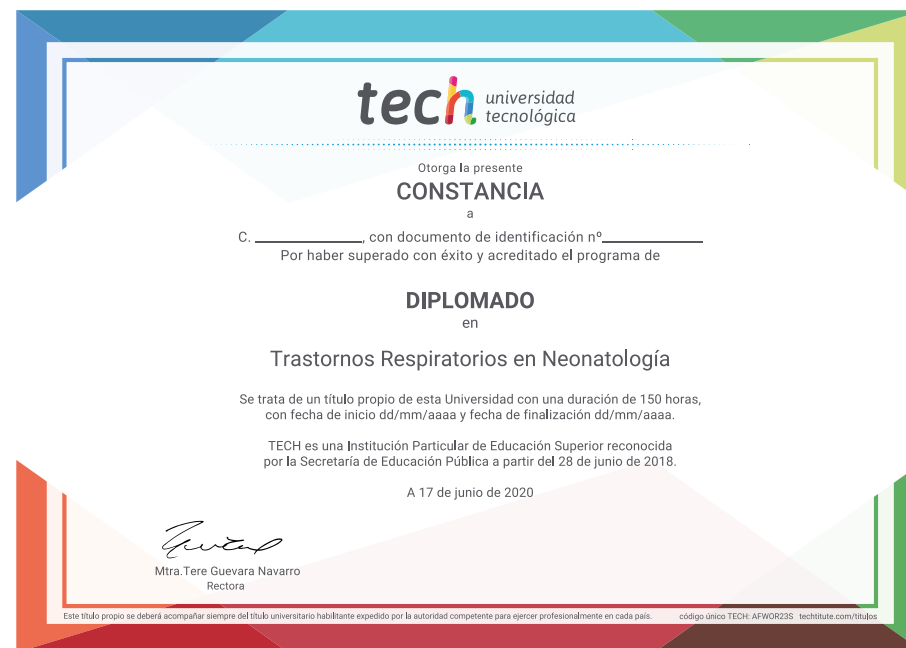 tech universidad
tecnológica
Otorga la presente
CONSTANCIA
a
C. ____________, con documento de identificación nº____________
Por haber superado con éxito y acreditado el programa de
DIPLOMADO
en
Trastornos Respiratorios en Neonatología
Se trata de un título propio de esta Universidad con una duración de 150 horas,
con fecha de inicio dd/mm/aaaa y fecha de finalización dd/mm/aaaa.
TECH es una Institución Particular de Educación Superior reconocida
por la Secretaría de Educación Pública a partir del 28 de junio de 2018.
A 17 de junio de 2020
Mtra.Tere Guevara Navarro
Rectora
Este título propio se deberá acompañar siempre del título universitario habilitante expedido por la autoridad competente para ejercer profesionalmente en cada país. código único TECH: AFWOR23S techtitute.com/titulos